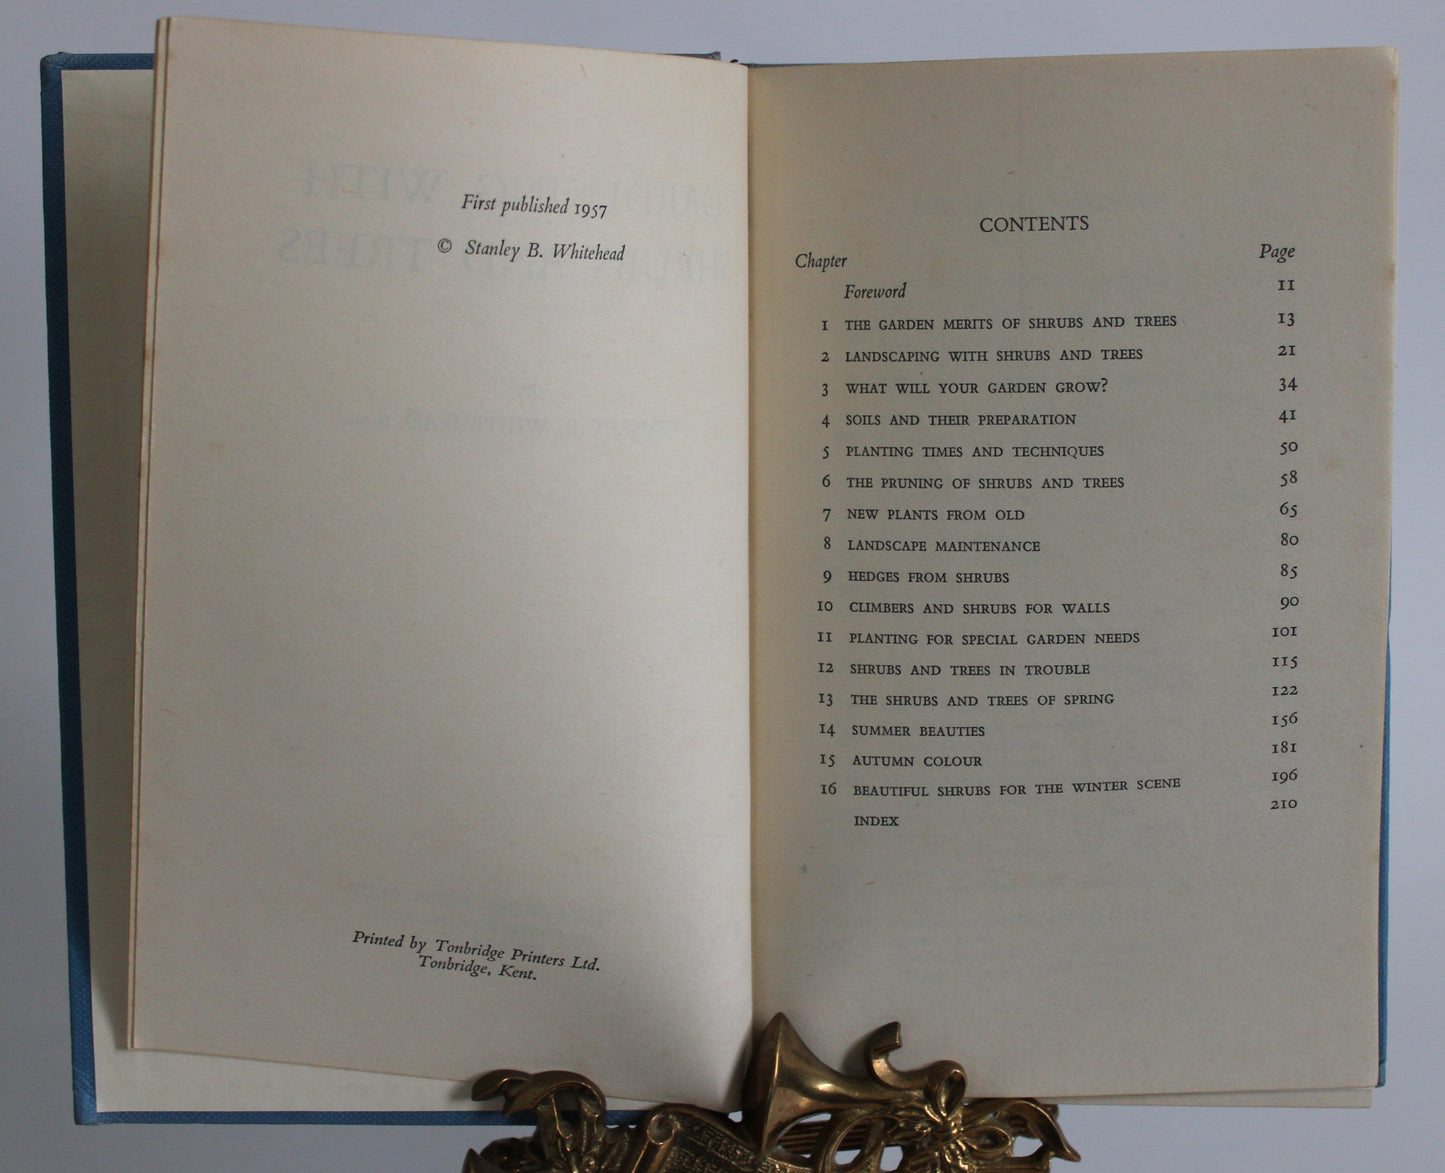 First published 1957
© Stanley B. Whitehead
Printed by Tonbridge Printers Ltd.
Tonbridge, Kent.
CONTENTS
Chapter Page
Foreword 11
1 THE GARDEN MERITS OF SHRUBS AND TREES 13
2 LANDSCAPING WITH SHRUBS AND TREES 21
3 WHAT WILL YOUR GARDEN GROW? 34
4 SOILS AND THEIR PREPARATION 41
5 PLANTING TIMES AND TECHNIQUES 50
6 THE PRUNING OF SHRUBS AND TREES 58
7 NEW PLANTS FROM OLD 65
8 LANDSCAPE MAINTENANCE 80
9 HEDGES FROM SHRUBS 85
10 CLIMBERS AND SHRUBS FOR WALLS 90
11 PLANTING FOR SPECIAL GARDEN NEEDS 101
12 SHRUBS AND TREES IN TROUBLE 115
13 THE SHRUBS AND TREES OF SPRING 122
14 SUMMER BEAUTIES 156
15 AUTUMN COLOUR 181
16 BEAUTIFUL SHRUBS FOR THE WINTER SCENE 196
INDEX 210